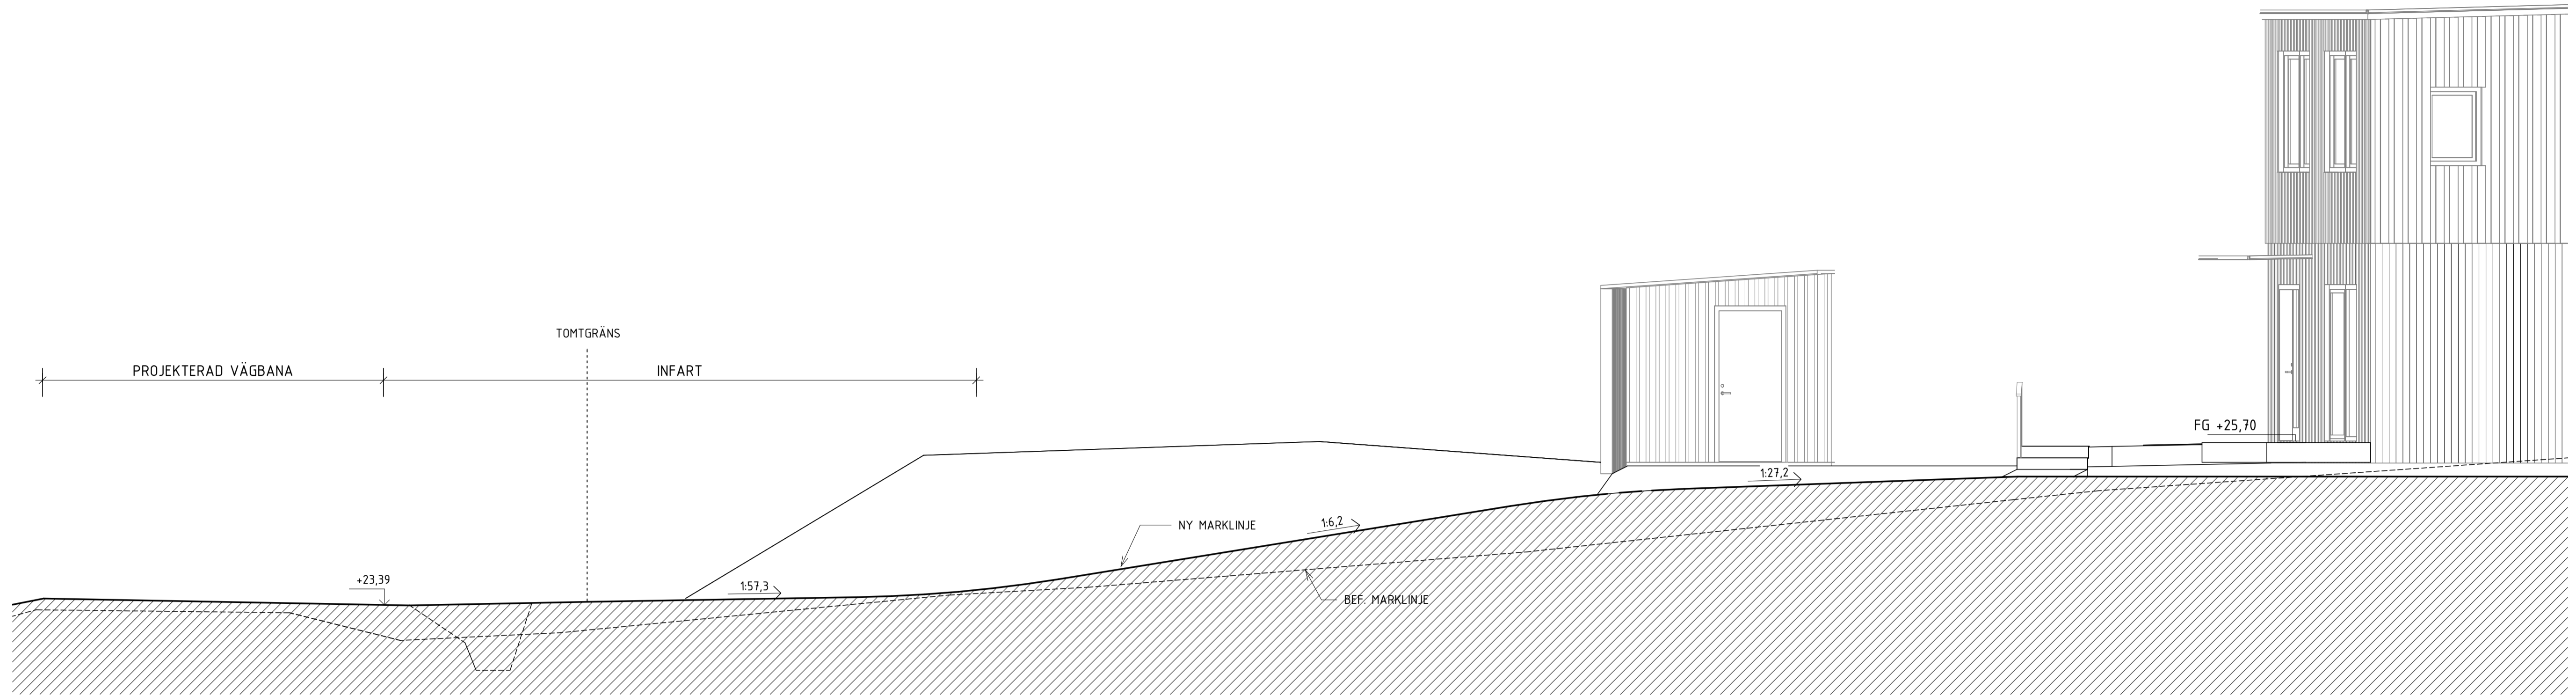 TOMTGRÄNS
PROJEKTERAD VÄGBANA
INFART
FG +25,70
1:27,2
NY MARKLINJE
1:6,2
+23,39
1:57,3
BEF. MARKLINJE